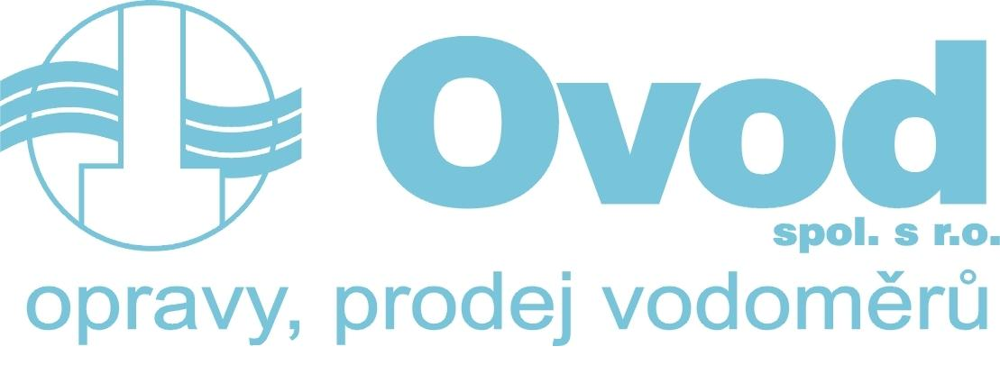 Ovod
spol. s r.o.
opravy, prodej vodoměrů